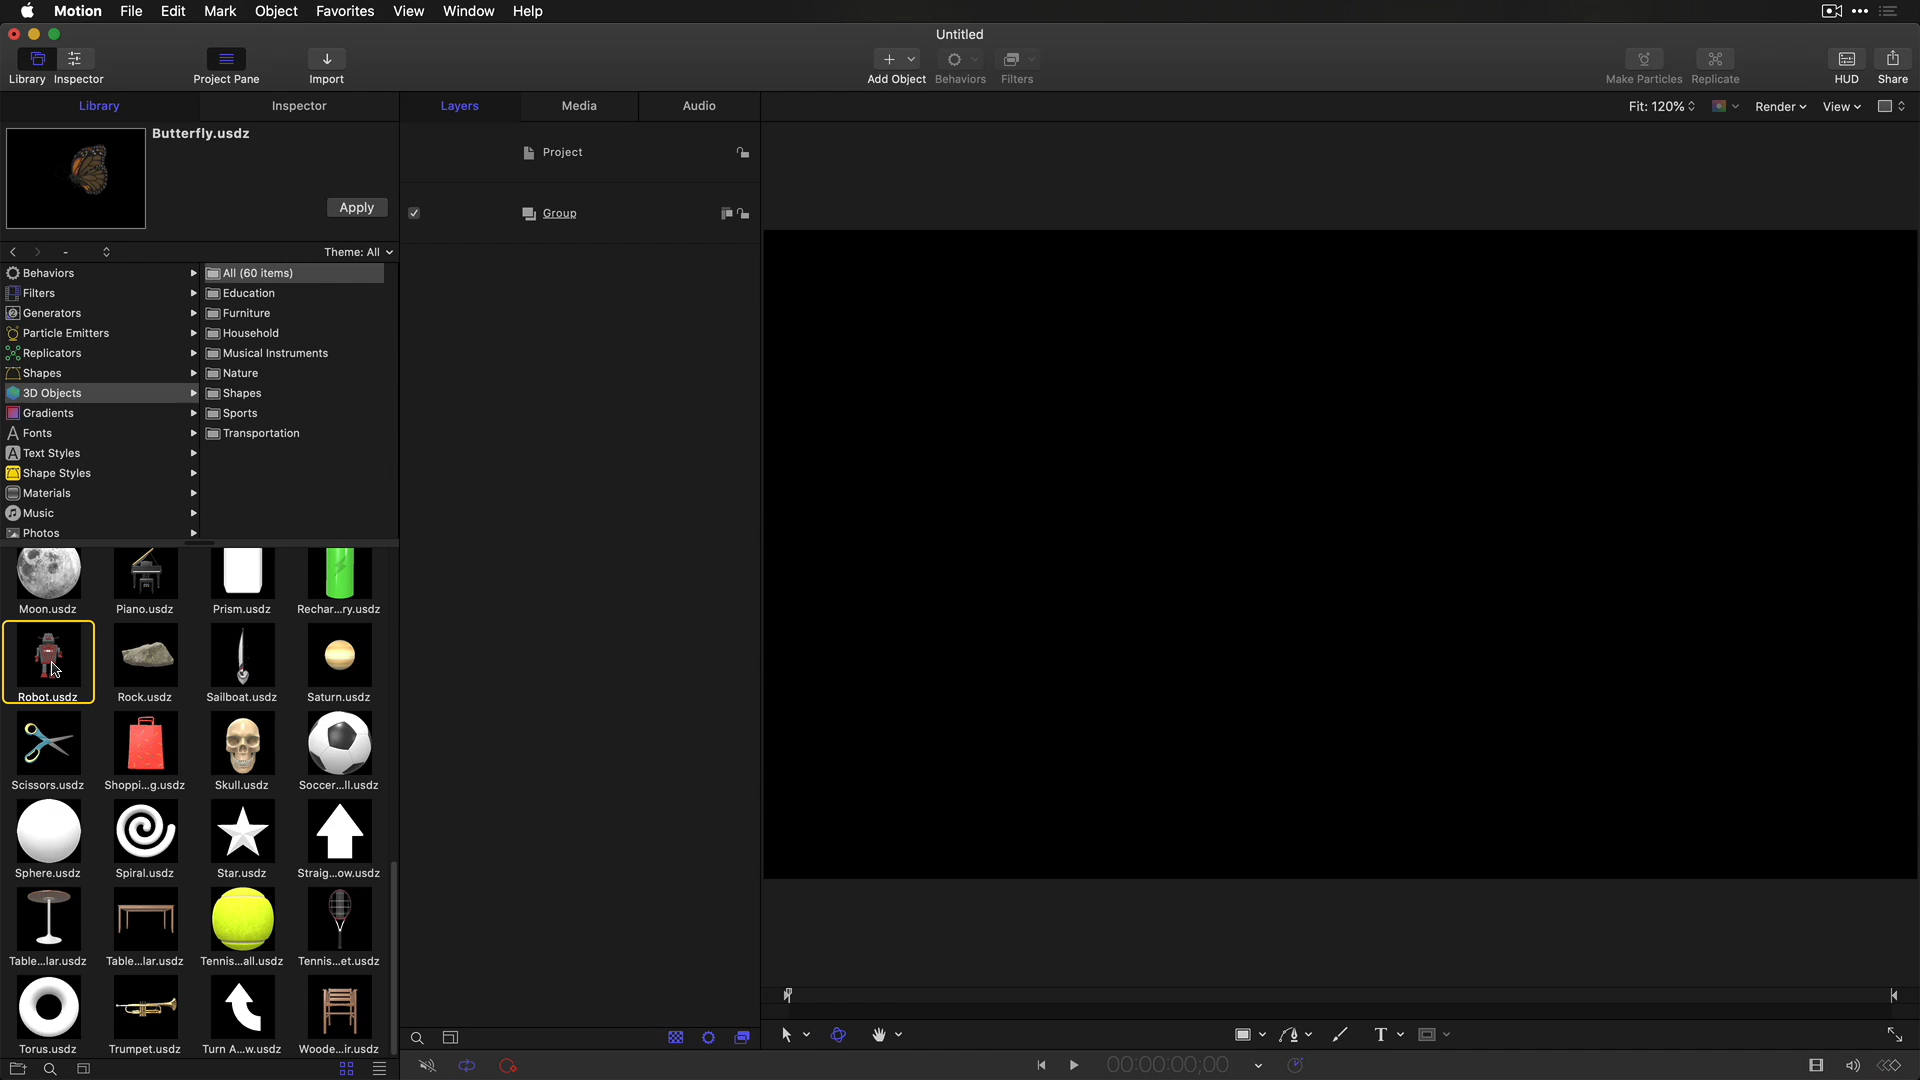 Motion File Edit Mark Object Favorites View Window Help
Untitled
Library Inspector Project Pane Import Add Object Behaviors Filters Make Particles Replicate HUD Share
Library Inspector Layers Media Audio Fit: 120% Render View
Butterfly.usdz
Apply
Project
Group
- Theme: All
Behaviors All (60 items)
Filters Education
Generators Furniture
Particle Emitters Household
Replicators Musical Instruments
Shapes Nature
3D Objects Shapes
Gradients Sports
Fonts Transportation
Text Styles
Shape Styles
Materials
Music
Photos
Moon.usdz Piano.usdz Prism.usdz Rechar...ry.usdz
Robot.usdz Rock.usdz Sailboat.usdz Saturn.usdz
Scissors.usdz Shoppi...g.usdz Skull.usdz Soccer...ll.usdz
Sphere.usdz Spiral.usdz Star.usdz Straig...ow.usdz
Table...lar.usdz Table...lar.usdz Tennis...all.usdz Tennis...et.usdz
Torus.usdz Trumpet.usdz Turn A...w.usdz Woode...ir.usdz
T
00:00:00;00